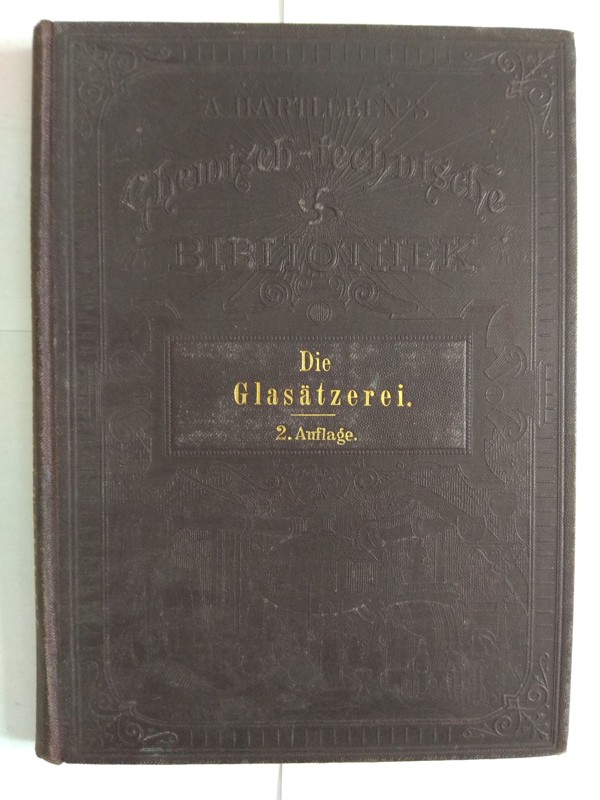 A. HARTLEBEN'S
Chemisch-technische
BIBLIOTHEK
Die
Glasätzerei.
2. Auflage.